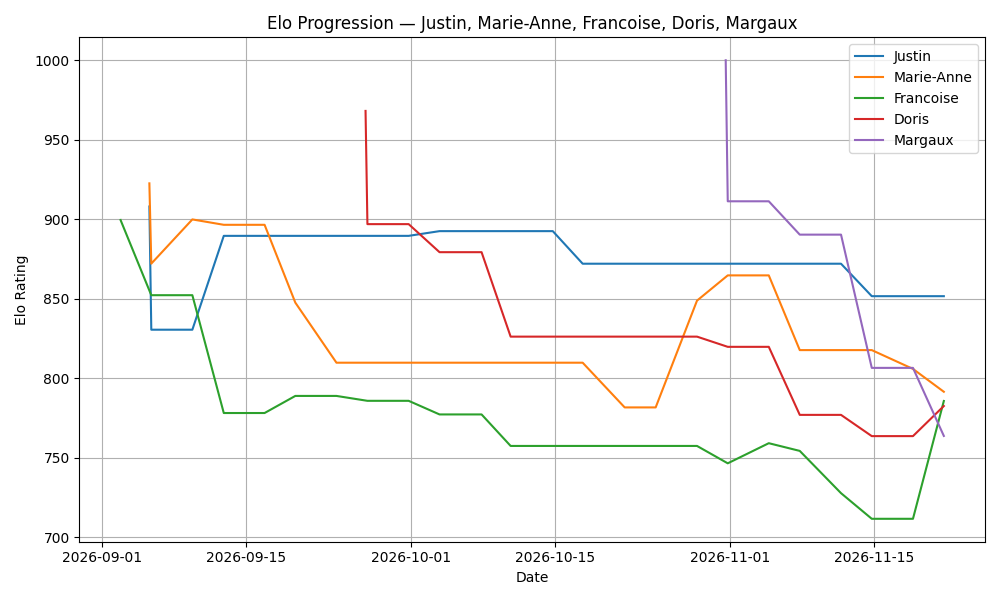 Elo Progression — Justin, Marie-Anne, Francoise, Doris, Margaux
Justin
Marie-Anne
Francoise
Doris
Margaux
Elo Rating
1000
950
900
850
800
750
700
2026-09-01 2026-09-15 2026-10-01 2026-10-15 2026-11-01 2026-11-15
Date